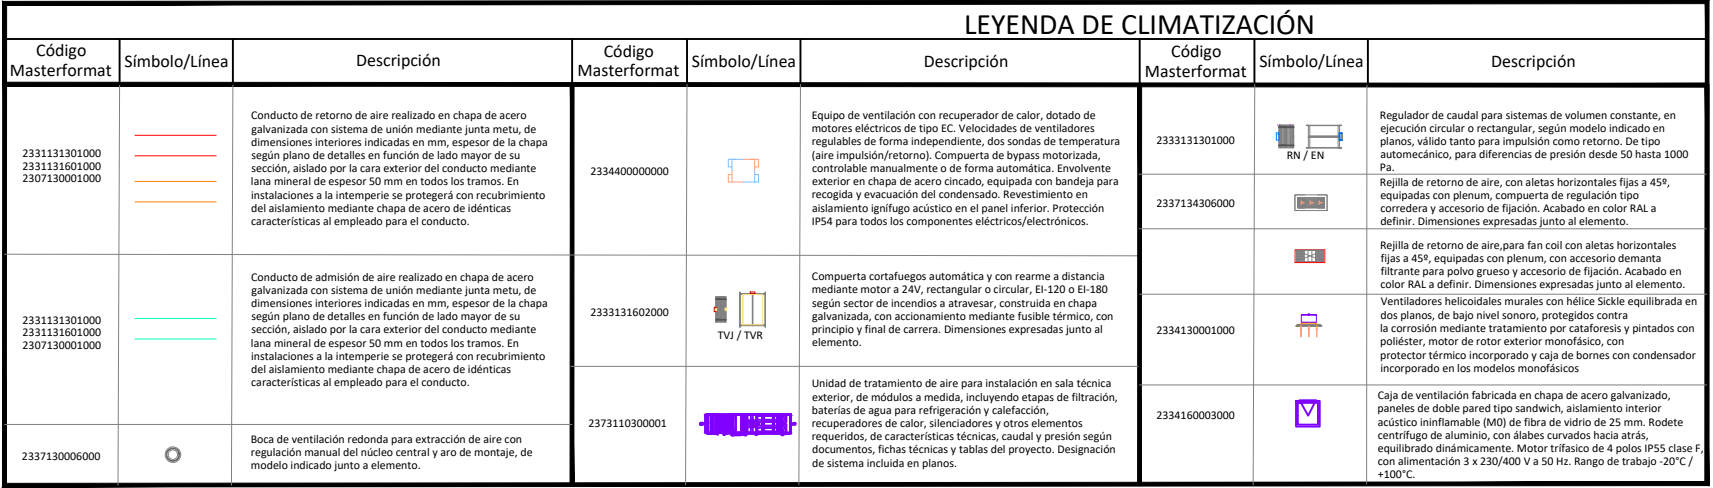 LEYENDA DE CLIMATIZACIÓN
Código
Masterformat
Símbolo/Línea
Descripción
Código
Masterformat
Símbolo/Línea
Descripción
Código
Masterformat
Símbolo/Línea
Descripción
2331131301000
2331131601000
2307130001000
Conducto de retorno de aire realizado en chapa de acero
galvanizada con sistema de unión mediante junta metu, de
dimensiones interiores indicadas en mm, espesor de la chapa
según plano de detalles en función de lado mayor de su
sección, aislado por la cara exterior del conducto mediante
lana mineral de espesor 50 mm en todos los tramos. En
instalaciones a la intemperie se protegerá con recubrimiento
del aislamiento mediante chapa de acero de idénticas
características al empleado para el conducto.
2331131301000
2331131601000
2307130001000
Conducto de admisión de aire realizado en chapa de acero
galvanizada con sistema de unión mediante junta metu, de
dimensiones interiores indicadas en mm, espesor de la chapa
según plano de detalles en función de lado mayor de su
sección, aislado por la cara exterior del conducto mediante
lana mineral de espesor 50 mm en todos los tramos. En
instalaciones a la intemperie se protegerá con recubrimiento
del aislamiento mediante chapa de acero de idénticas
características al empleado para el conducto.
2337130006000
Boca de ventilación redonda para extracción de aire con
regulación manual del núcleo central y aro de montaje, de
modelo indicado junto a elemento.
2334400000000
Equipo de ventilación con recuperador de calor, dotado de
motores eléctricos de tipo EC. Velocidades de ventiladores
regulables de forma independiente, dos sondas de temperatura
(aire impulsión/retorno). Compuerta de bypass motorizada,
controlable manualmente o de forma automática. Envolvente
exterior en chapa de acero cincado, equipada con bandeja para
recogida y evacuación del condensado. Revestimiento en
aislamiento ignífugo acústico en el panel inferior. Protección
IP54 para todos los componentes eléctricos/electrónicos.
2333131602000
TVJ / TVR
Compuerta cortafuegos automática y con rearme a distancia
mediante motor a 24V, rectangular o circular, EI-120 o EI-180
según sector de incendios a atravesar, construida en chapa
galvanizada, con accionamiento mediante fusible térmico, con
principio y final de carrera. Dimensiones expresadas junto al
elemento.
2373110300001
Unidad de tratamiento de aire para instalación en sala técnica
exterior, de módulos a medida, incluyendo etapas de filtración,
baterías de agua para refrigeración y calefacción,
recuperadores de calor, silenciadores y otros elementos
requeridos, de características técnicas, caudal y presión según
documentos, fichas técnicas y tablas del proyecto. Designación
de sistema incluida en planos.
2333131301000
RN / EN
Regulador de caudal para sistemas de volumen constante, en
ejecución circular o rectangular, según modelo indicado en
planos, válido tanto para impulsión como retorno. De tipo
automecánico, para diferencias de presión desde 50 hasta 1000
Pa.
2337134306000
Rejilla de retorno de aire, con aletas horizontales fijas a 45º,
equipadas con plenum, compuerta de regulación tipo
corredera y accesorio de fijación. Acabado en color RAL a
definir. Dimensiones expresadas junto al elemento.
Rejilla de retorno de aire,para fan coil con aletas horizontales
fijas a 45º, equipadas con plenum, con accesorio demanta
filtrante para polvo grueso y accesorio de fijación. Acabado en
color RAL a definir. Dimensiones expresadas junto al elemento.
2334130001000
Ventiladores helicoidales murales con hélice Sickle equilibrada en
dos planos, de bajo nivel sonoro, protegidos contra
la corrosión mediante tratamiento por cataforesis y pintados con
poliéster, motor de rotor exterior monofásico, con
protector térmico incorporado y caja de bornes con condensador
incorporado en los modelos monofásicos
2334160003000
Caja de ventilación fabricada en chapa de acero galvanizado,
paneles de doble pared tipo sandwich, aislamiento interior
acústico ininflamable (M0) de fibra de vidrio de 25 mm. Rodete
centrífugo de aluminio, con álabes curvados hacia atrás,
equilibrado dinámicamente. Motor trífasico de 4 polos IP55 clase F,
con alimentación 3 x 230/400 V a 50 Hz. Rango de trabajo -20°C /
+100°C.